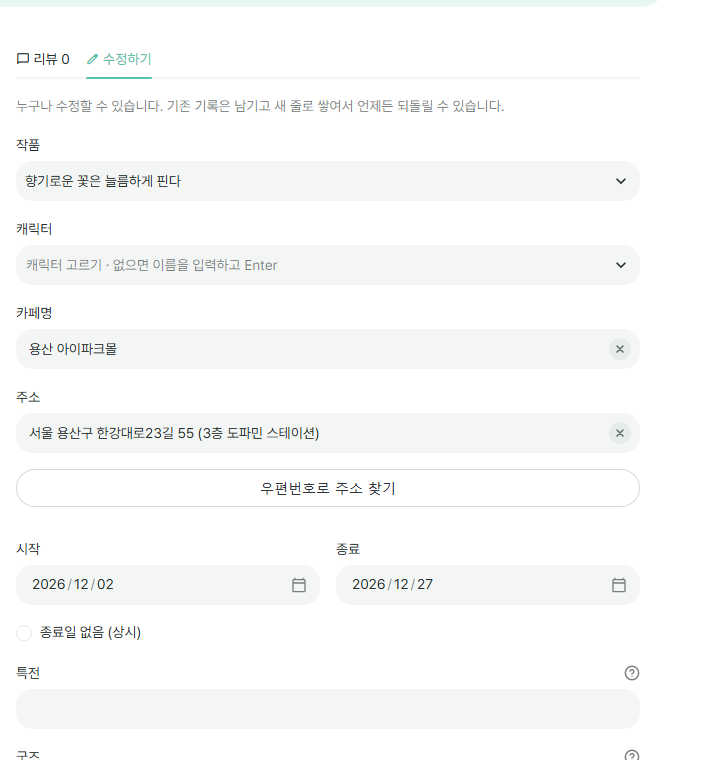 리뷰 0 수정하기
누구나 수정할 수 있습니다. 기존 기록은 남기고 새 줄로 쌓여서 언제든 되돌릴 수 있습니다.
작품
향기로운 꽃은 늠름하게 핀다
캐릭터
캐릭터 고르기 · 없으면 이름을 입력하고 Enter
카페명
용산 아이파크몰
주소
서울 용산구 한강대로23길 55 (3층 도파민 스테이션)
우편번호로 주소 찾기
시작 종료
2026/12/02 2026/12/27
종료일 없음 (상시)
특전
굿즈